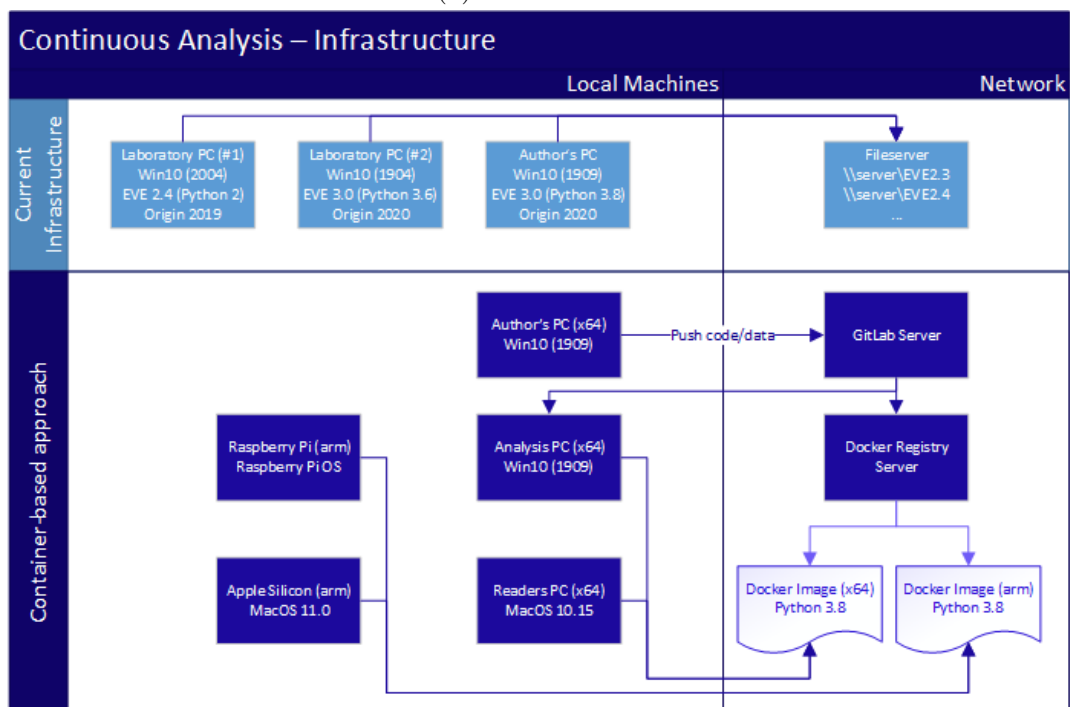 Continuous Analysis – Infrastructure
Local Machines
Network
Current
Infrastructure
Laboratory PC (#1)
Win10 (2004)
EVE 2.4 (Python 2)
Origin 2019
Laboratory PC (#2)
Win10 (1904)
EVE 3.0 (Python 3.6)
Origin 2020
Author's PC
Win10 (1909)
EVE 3.0 (Python 3.8)
Origin 2020
Fileserver
\\server\EVE2.3
\\server\EVE2.4
...
Container-based approach
Author's PC (x64)
Win10 (1909)
Push code/data
GitLab Server
Raspberry Pi (arm)
Raspberry Pi OS
Analysis PC (x64)
Win10 (1909)
Docker Registry
Server
Apple Silicon (arm)
MacOS 11.0
Readers PC (x64)
MacOS 10.15
Docker Image (x64)
Python 3.8
Docker Image (arm)
Python 3.8